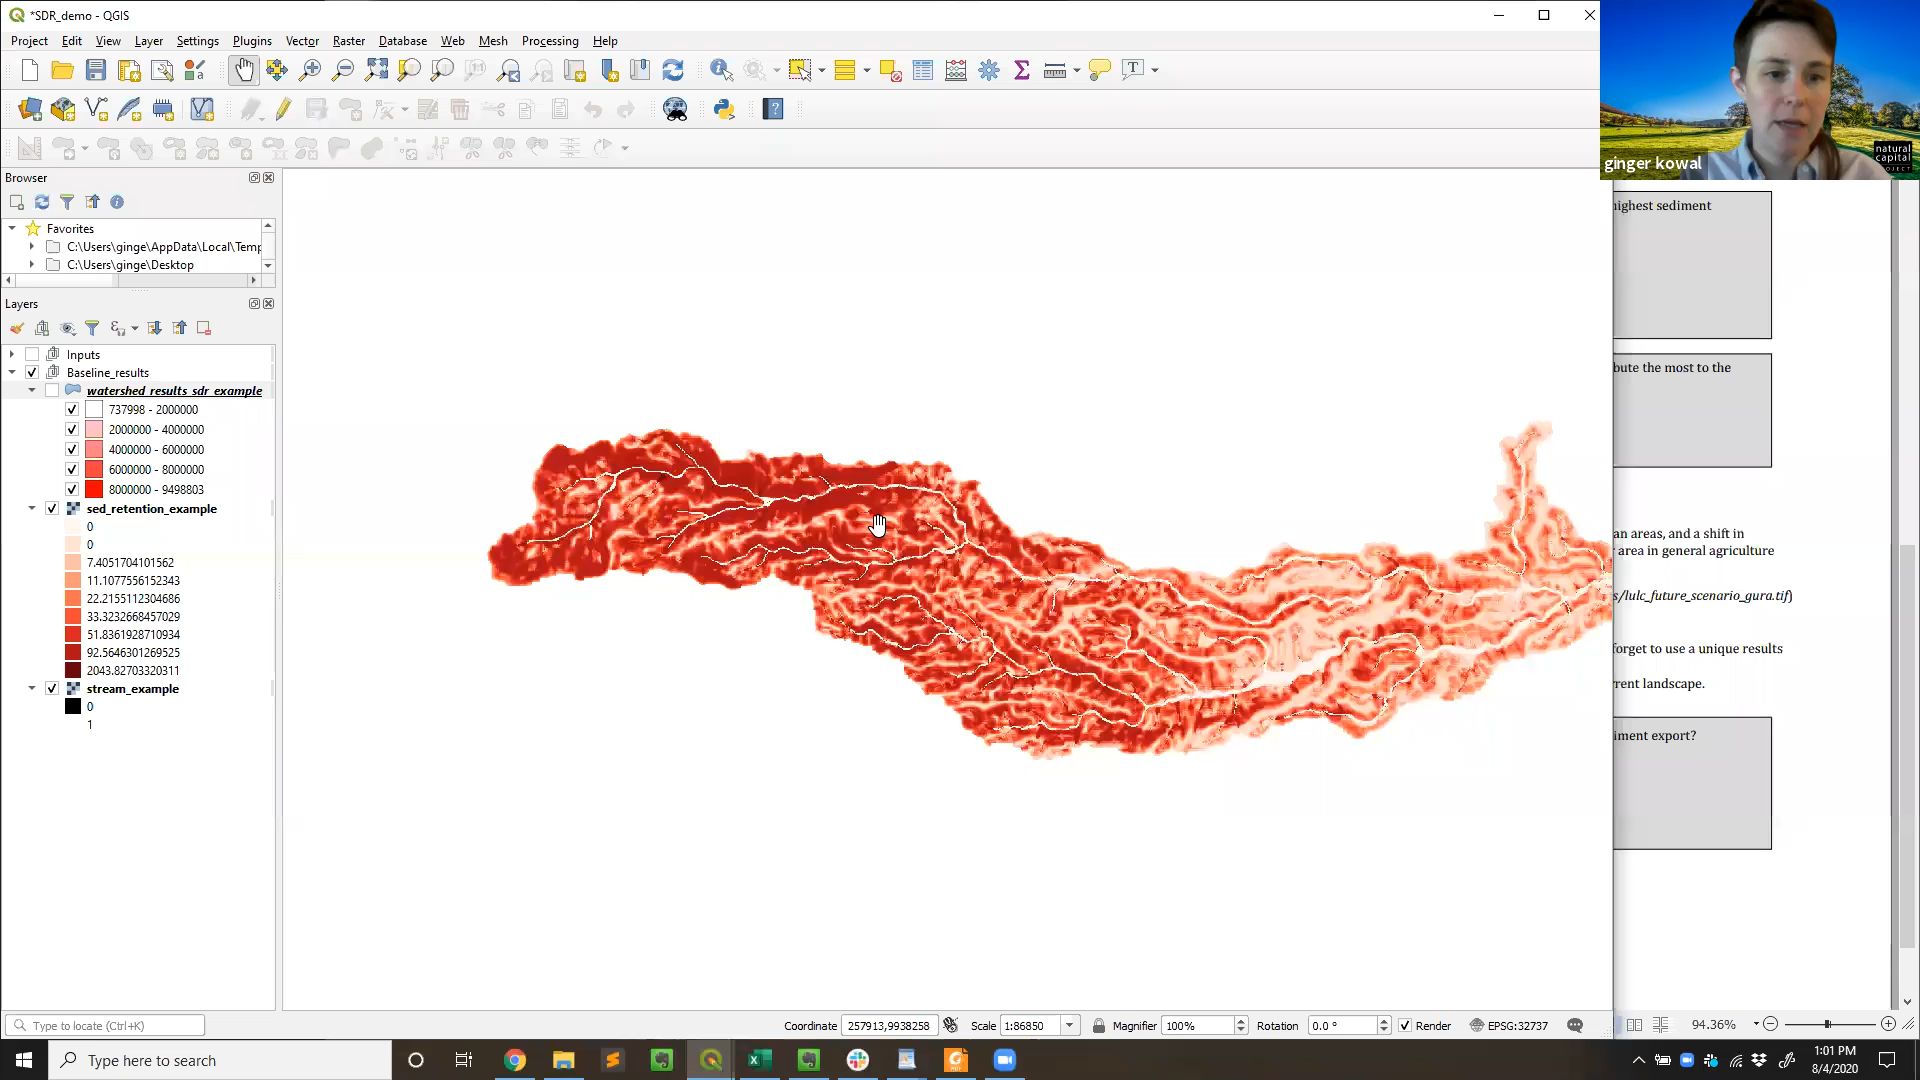 *SDR_demo - QGIS
Project Edit View Layer Settings Plugins Vector Raster Database Web Mesh Processing Help
ginger kowal
natural
capital
PROJECT
Browser
Favorites
C:\Users\ginge\AppData\Local\Temp
C:\Users\ginge\Desktop
Layers
Inputs
Baseline_results
watershed_results_sdr_example
737998 - 2000000
2000000 - 4000000
4000000 - 6000000
6000000 - 8000000
8000000 - 9498803
sed_retention_example
0
0
7.4051704101562
11.1077556152343
22.2155112304686
33.3232668457029
51.8361928710934
92.5646301269525
2043.82703320311
stream_example
0
1
highest sediment
bute the most to the
an areas, and a shift in
area in general agriculture
s/lulc_future_scenario_gura.tif)
forget to use a unique results
rrent landscape.
iment export?
Type to locate (Ctrl+K)
Coordinate 257913,9938258 Scale 1:86850 Magnifier 100% Rotation 0.0 ° Render EPSG:32737
94.36%
Type here to search
1:01 PM
8/4/2020